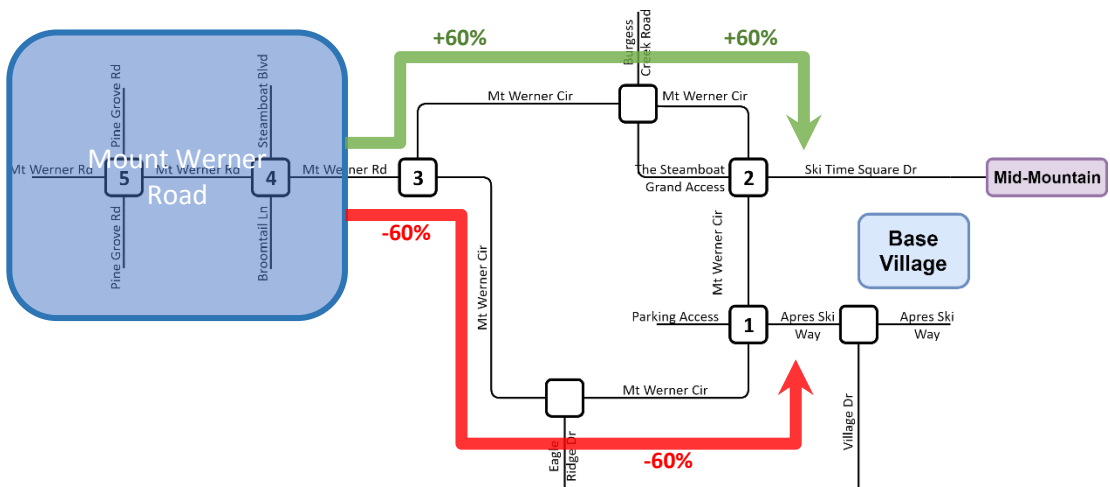 +60%
+60%
Burgess
Creek Road
Mt Werner Cir
Mt Werner Cir
Pine Grove Rd
Steamboat Blvd
Mount Werner
Road
Mt Werner Rd
5
Mt Werner Rd
4
Mt Werner Rd
3
The Steamboat
Grand Access
2
Ski Time Square Dr
Mid-Mountain
Pine Grove Rd
Broomtail Ln
-60%
Mt Werner Cir
Mt Werner Cir
Base
Village
Parking Access
1
Apres Ski
Way
Apres Ski
Way
Mt Werner Cir
Eagle
Ridge Dr
-60%
Village Dr